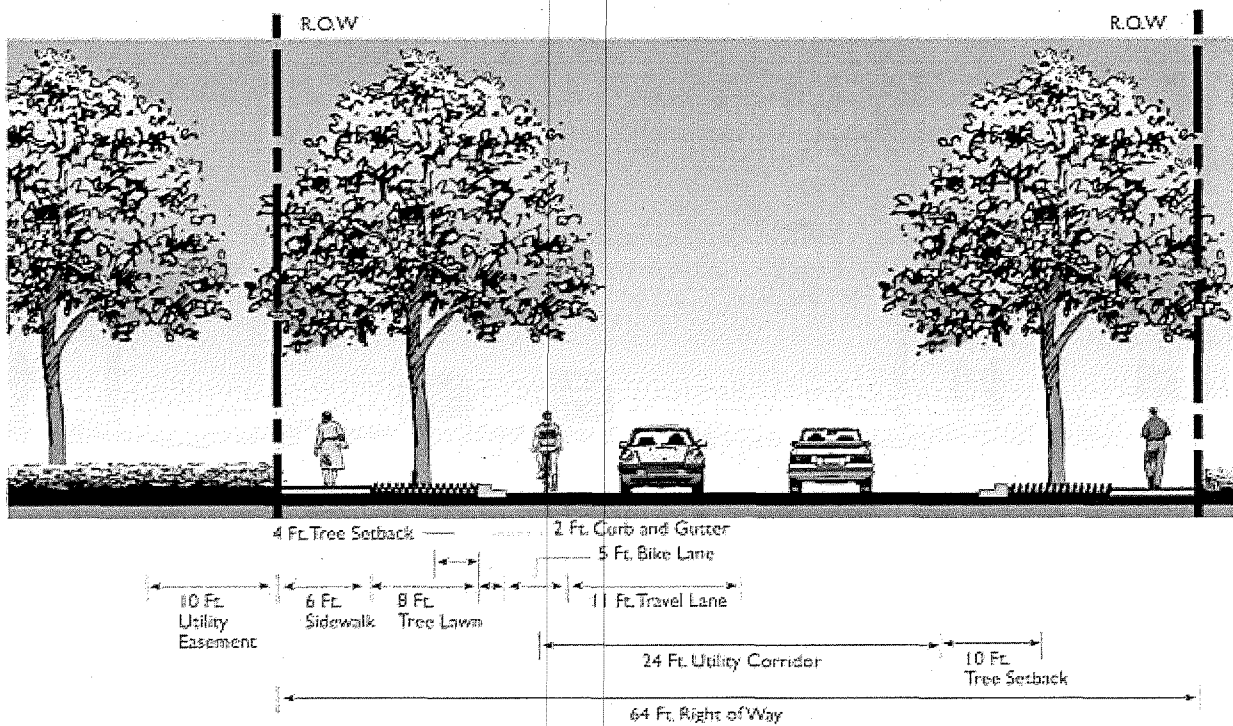 R.O.W
R.O.W
4 Ft. Tree Setback
2 Ft. Curb and Gutter
5 Ft. Bike Lane
10 Ft.
Utility
Easement
6 Ft.
Sidewalk
8 Ft.
Tree Lawn
11 Ft. Travel Lane
24 Ft. Utility Corridor
10 Ft.
Tree Setback
64 Ft. Right of Way